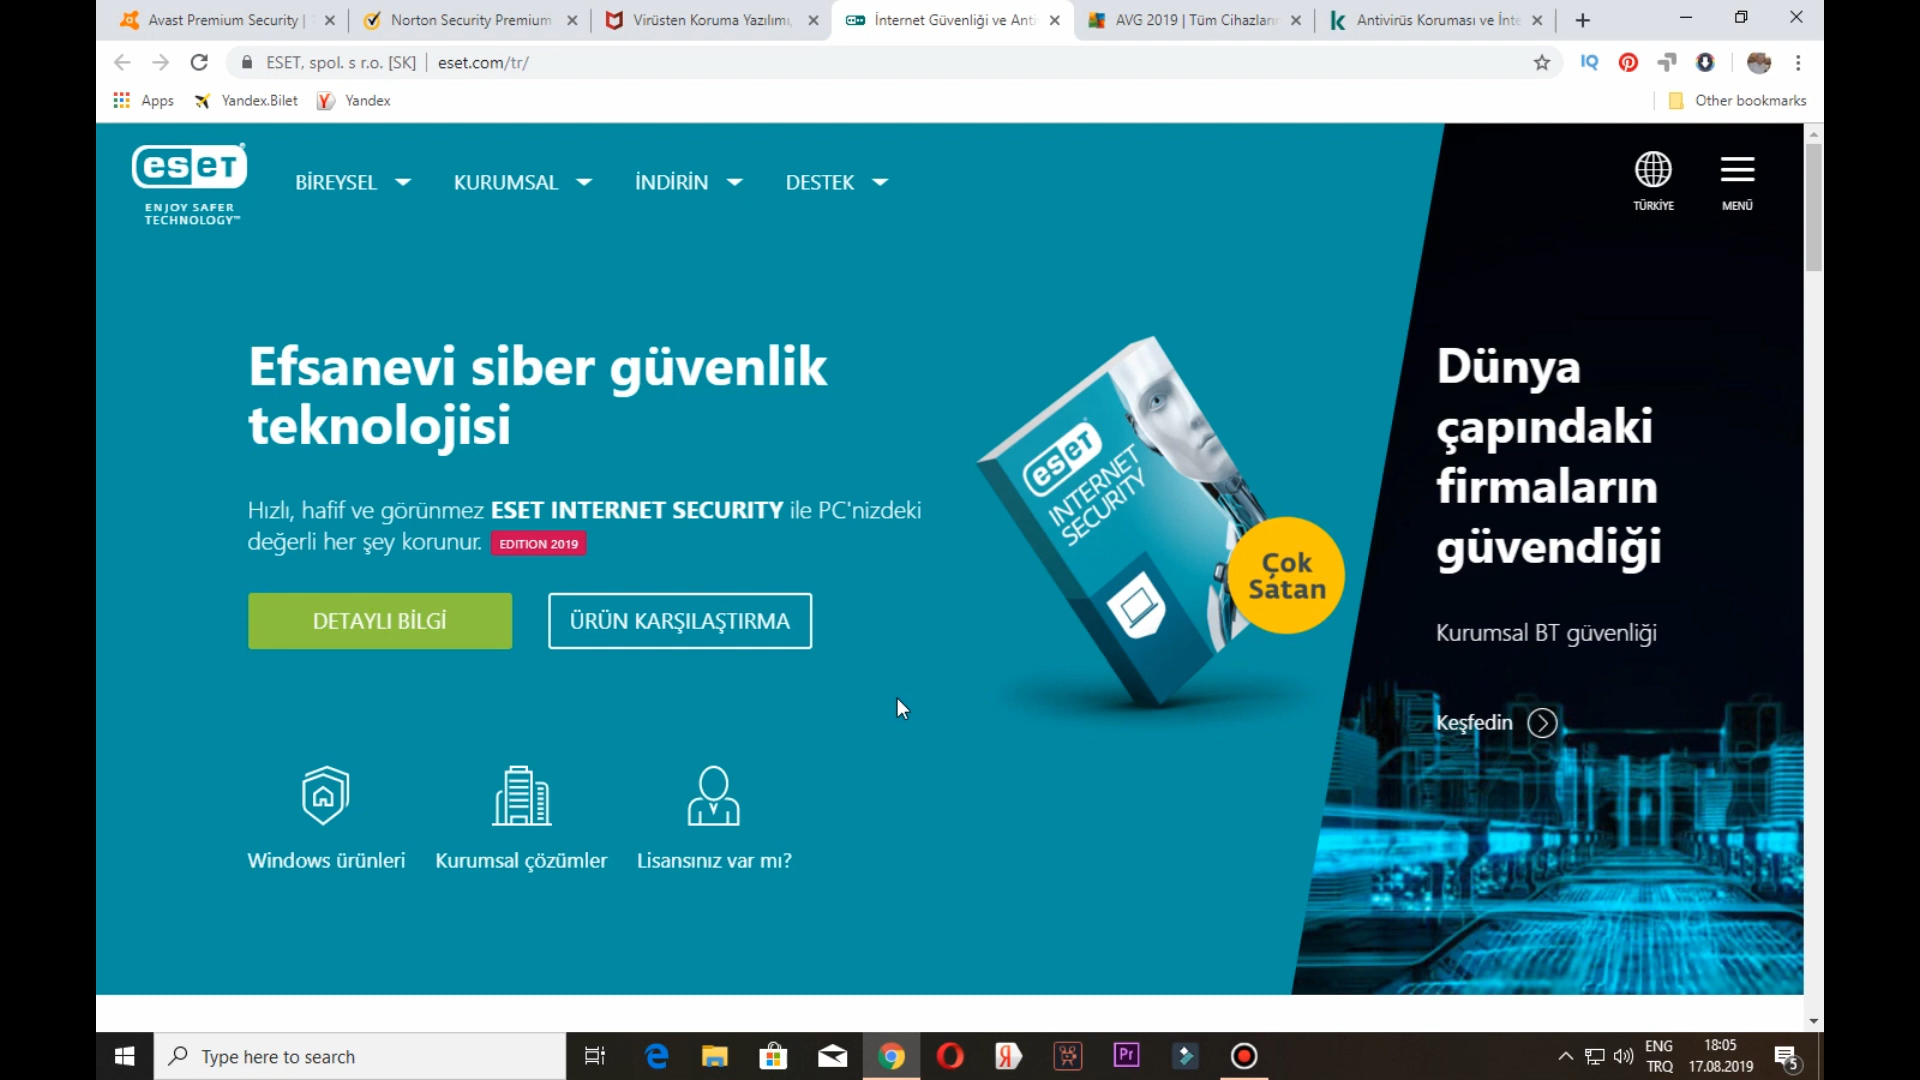 Avast Premium Security |
Norton Security Premium
Virüsten Koruma Yazılımı,
İnternet Güvenliği ve Anti
AVG 2019 | Tüm Cihazların
Antivirüs Koruması ve İnte
ESET, spol. s r.o. [SK] | eset.com/tr/
IQ
Apps
Yandex.Bilet
Yandex
Other bookmarks
eset
ENJOY SAFER
TECHNOLOGY™
BİREYSEL
KURUMSAL
İNDİRİN
DESTEK
TÜRKİYE
MENÜ
Efsanevi siber güvenlik
teknolojisi
Hızlı, hafif ve görünmez ESET INTERNET SECURITY ile PC'nizdeki
değerli her şey korunur. EDITION 2019
DETAYLI BİLGİ
ÜRÜN KARŞILAŞTIRMA
eset
INTERNET
SECURITY
Çok
Satan
Dünya
çapındaki
firmaların
güvendiği
Kurumsal BT güvenliği
Keşfedin
Windows ürünleri
Kurumsal çözümler
Lisansınız var mı?
Type here to search
Pr
ENG
TRQ
18:05
17.08.2019
5